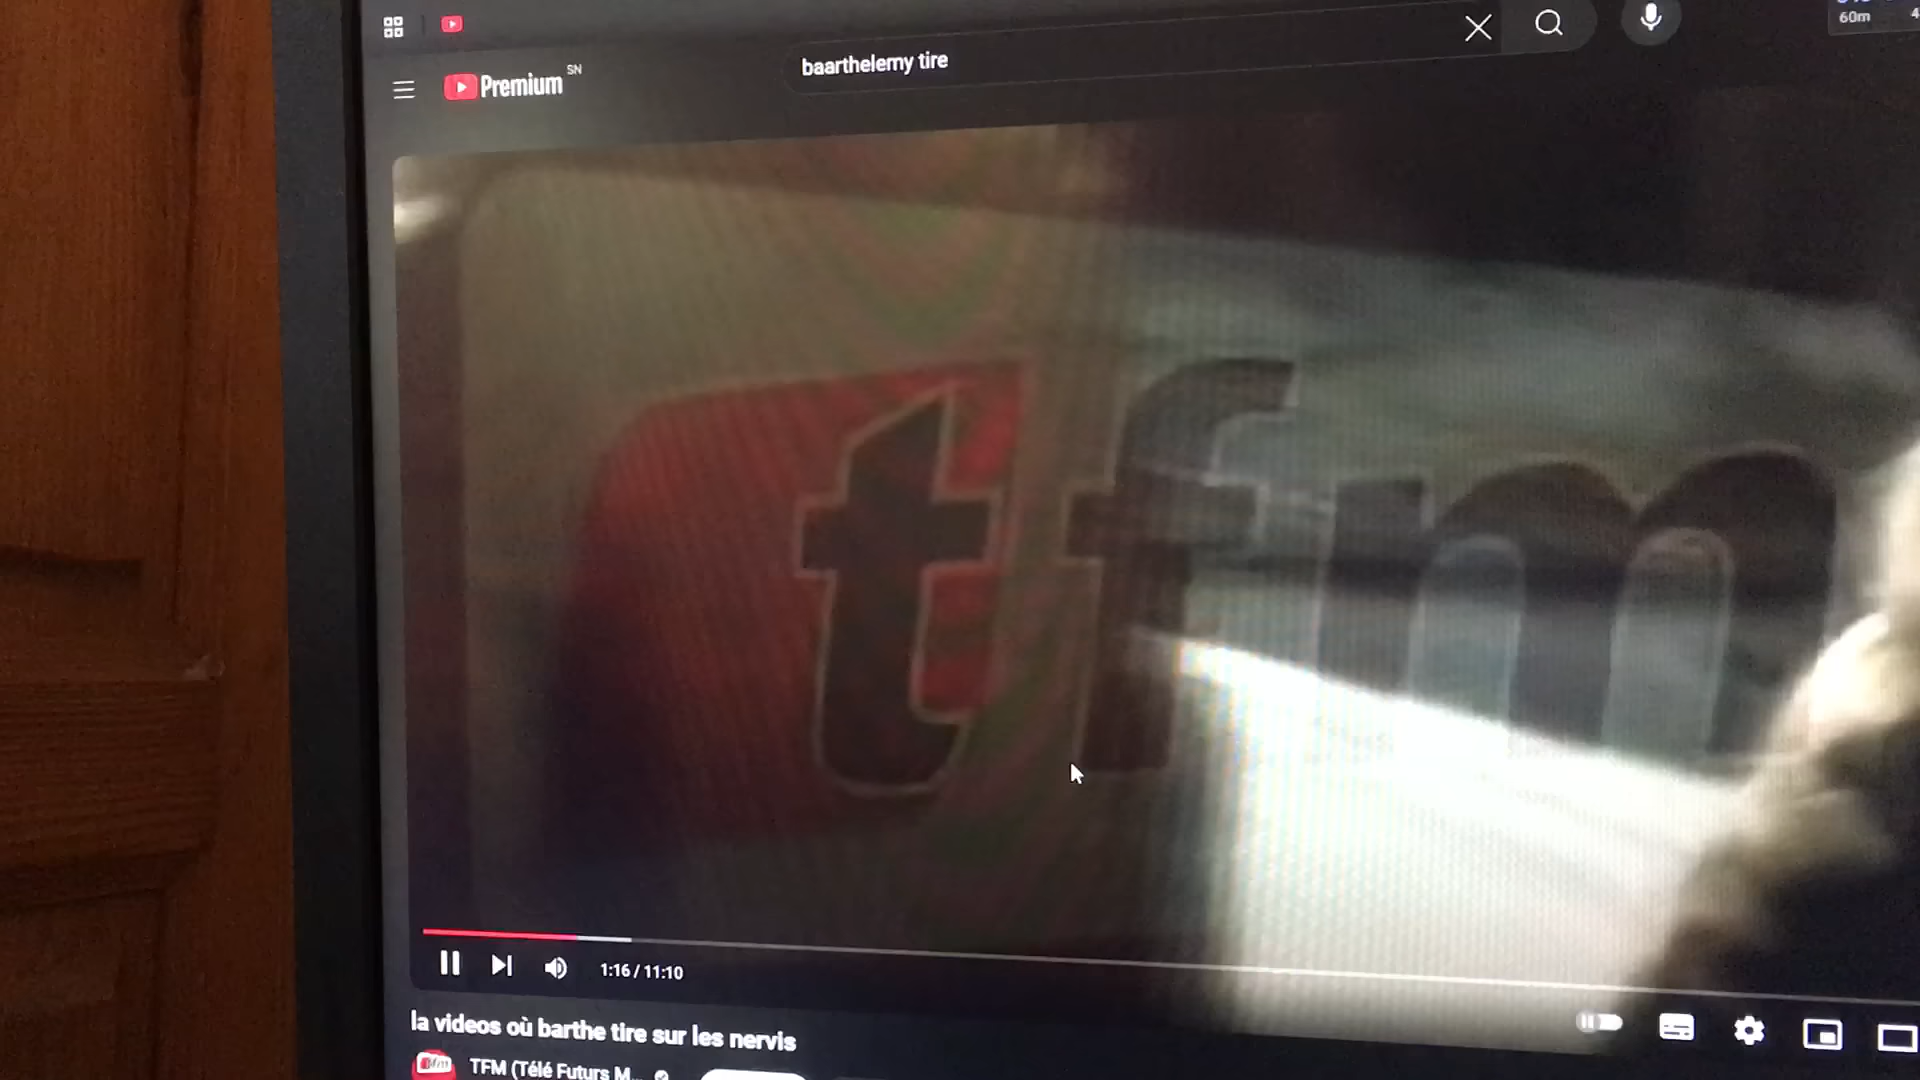 60m
baarthelemy tire
Premium SN
tfm
1:16 / 11:10
la videos où barthe tire sur les nervis
tfm
TFM (Télé Futurs M...